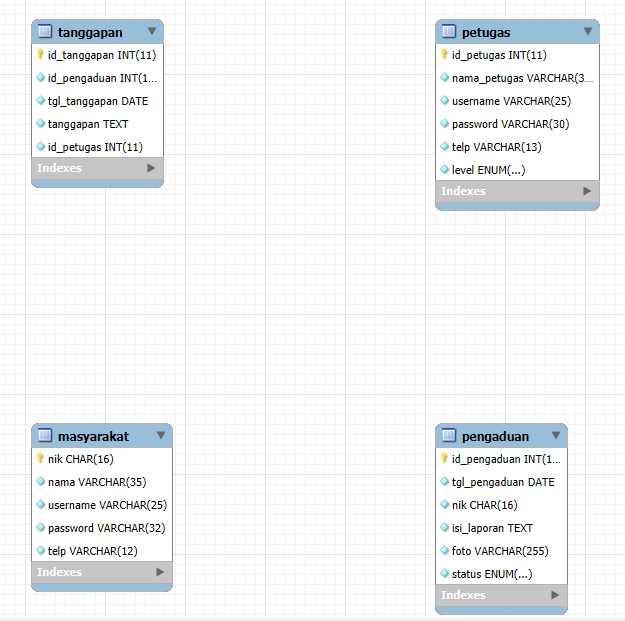 tanggapan
id_tanggapan INT(11)
id_pengaduan INT(1...
tgl_tanggapan DATE
tanggapan TEXT
id_petugas INT(11)
Indexes
petugas
id_petugas INT(11)
nama_petugas VARCHAR(3...
username VARCHAR(25)
password VARCHAR(30)
telp VARCHAR(13)
level ENUM(...)
Indexes
masyarakat
nik CHAR(16)
nama VARCHAR(35)
username VARCHAR(25)
password VARCHAR(32)
telp VARCHAR(12)
Indexes
pengaduan
id_pengaduan INT(1...
tgl_pengaduan DATE
nik CHAR(16)
isi_laporan TEXT
foto VARCHAR(255)
status ENUM(...)
Indexes